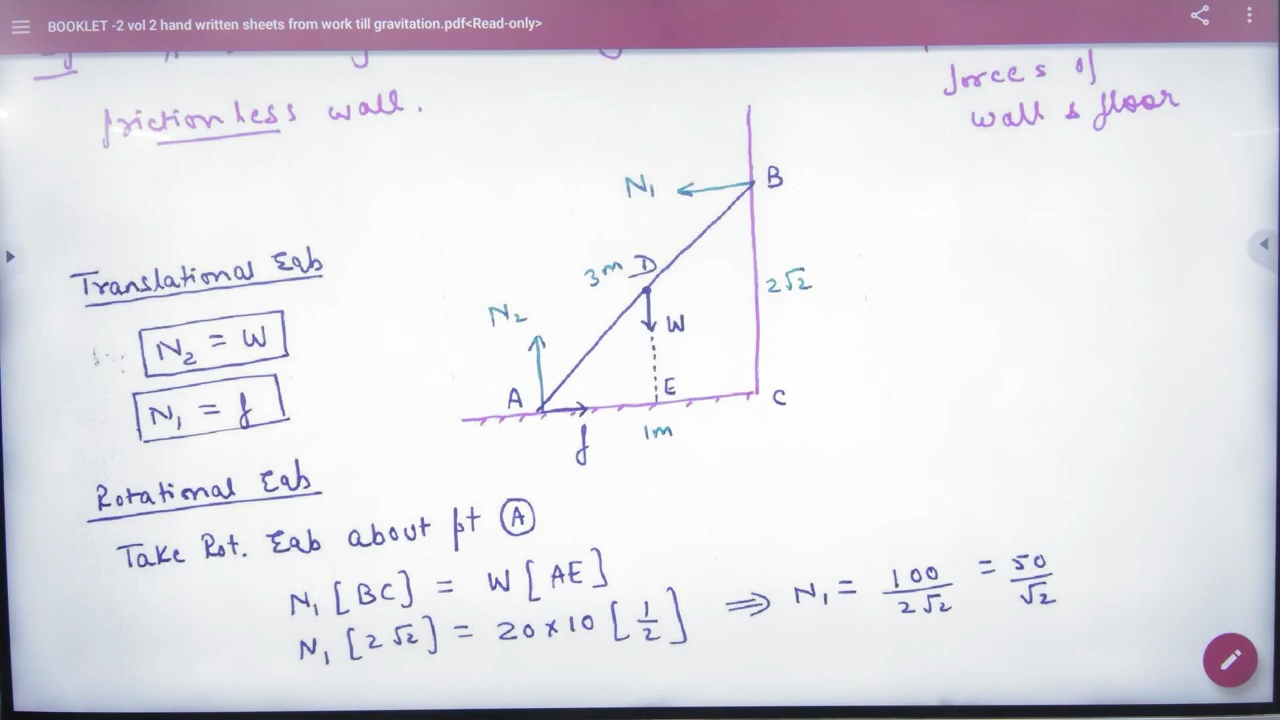 BOOKLET -2 vol 2 hand written sheets from work till gravitation.pdf<Read-only>
forces of
wall & floor
frictionless wall.
N₁
B
3m D
2√2
N₂
W
A
E
C
f
1m
Translational Eqb
N₂ = W
N₁ = f
Rotational Eqb
Take Rot. Eqb about pt A
N₁ [BC] = W [AE]
N₁ [2√2] = 20×10 [1/2] ⇒ N₁ = 100/2√2 = 50/√2